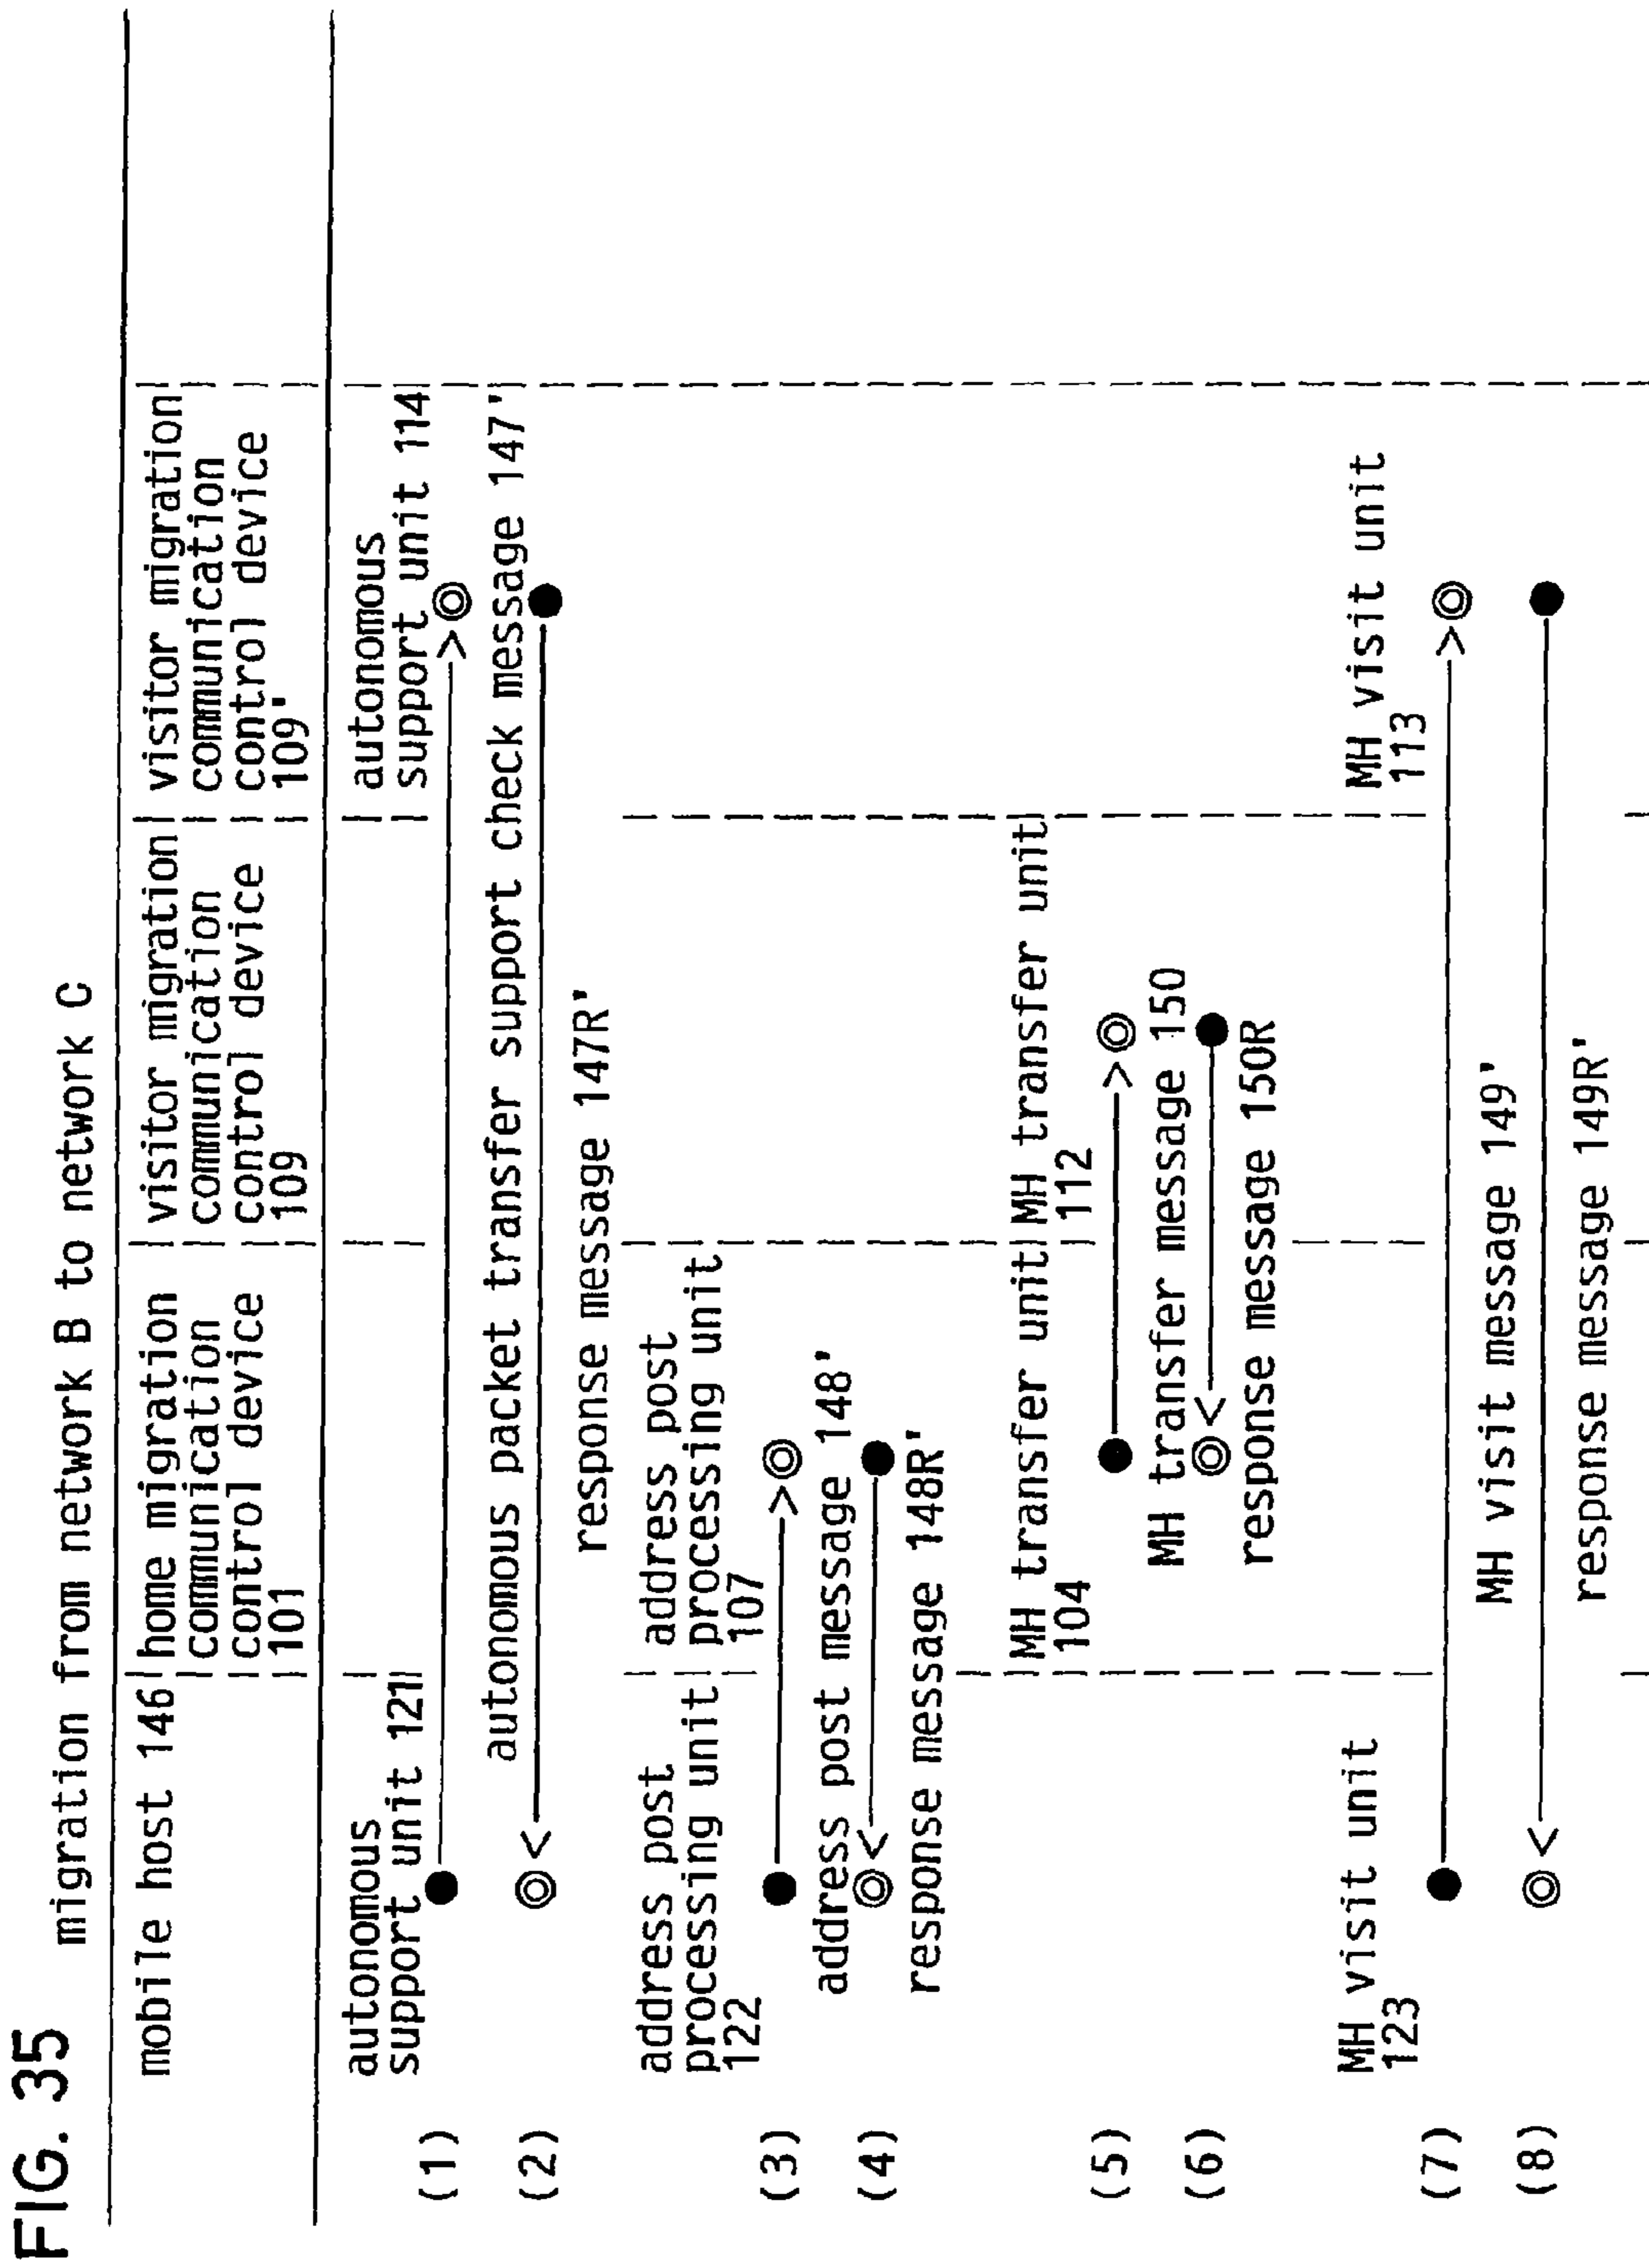 FIG. 35
migration from network B to network C
mobile host 146
home migration
communication
control device
101
visitor migration
communication
control device
109
visitor migration
communication
control device
109'
autonomous
support unit 121
autonomous
support unit 114
(1)
autonomous packet transfer support check message 147'
(2)
response message 147R'
address post
processing unit
122
address post
processing unit
107
(3)
address post message 148'
(4)
response message 148R'
MH transfer unit
104
MH transfer unit
112
(5)
MH transfer message 150
(6)
response message 150R
MH visit unit
123
MH visit unit
113
(7)
MH visit message 149'
(8)
response message 149R'